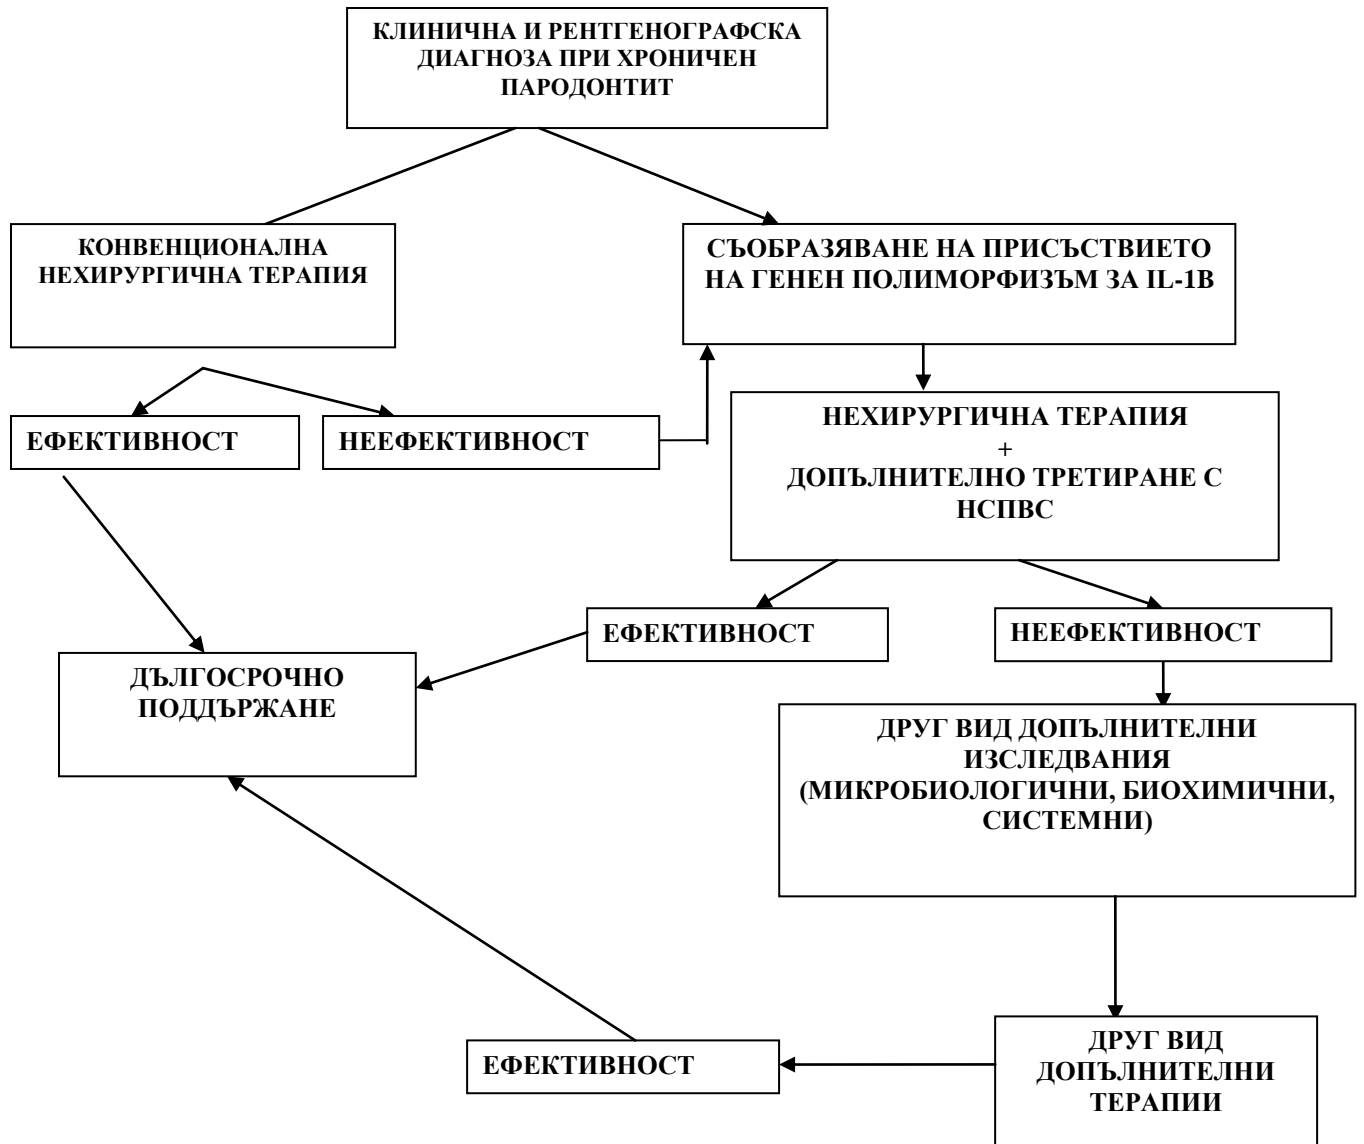 КЛИНИЧНА И РЕНТГЕНОГРАФСКА
ДИАГНОЗА ПРИ ХРОНИЧЕН
ПАРОДОНТИТ
КОНВЕНЦИОНАЛНА
НЕХИРУРГИЧНА ТЕРАПИЯ
СЪОБРАЗЯВАНЕ НА ПРИСЪСТВИЕТО
НА ГЕНЕН ПОЛИМОРФИЗЪМ ЗА IL-1B
ЕФЕКТИВНОСТ
НЕЕФЕКТИВНОСТ
НЕХИРУРГИЧНА ТЕРАПИЯ
+
ДОПЪЛНИТЕЛНО ТРЕТИРАНЕ С
НСПВС
ЕФЕКТИВНОСТ
НЕЕФЕКТИВНОСТ
ДЪЛГОСРОЧНО
ПОДДЪРЖАНЕ
ДРУГ ВИД ДОПЪЛНИТЕЛНИ
ИЗСЛЕДВАНИЯ
(МИКРОБИОЛОГИЧНИ, БИОХИМИЧНИ,
СИСТЕМНИ)
ЕФЕКТИВНОСТ
ДРУГ ВИД
ДОПЪЛНИТЕЛНИ
ТЕРАПИИ